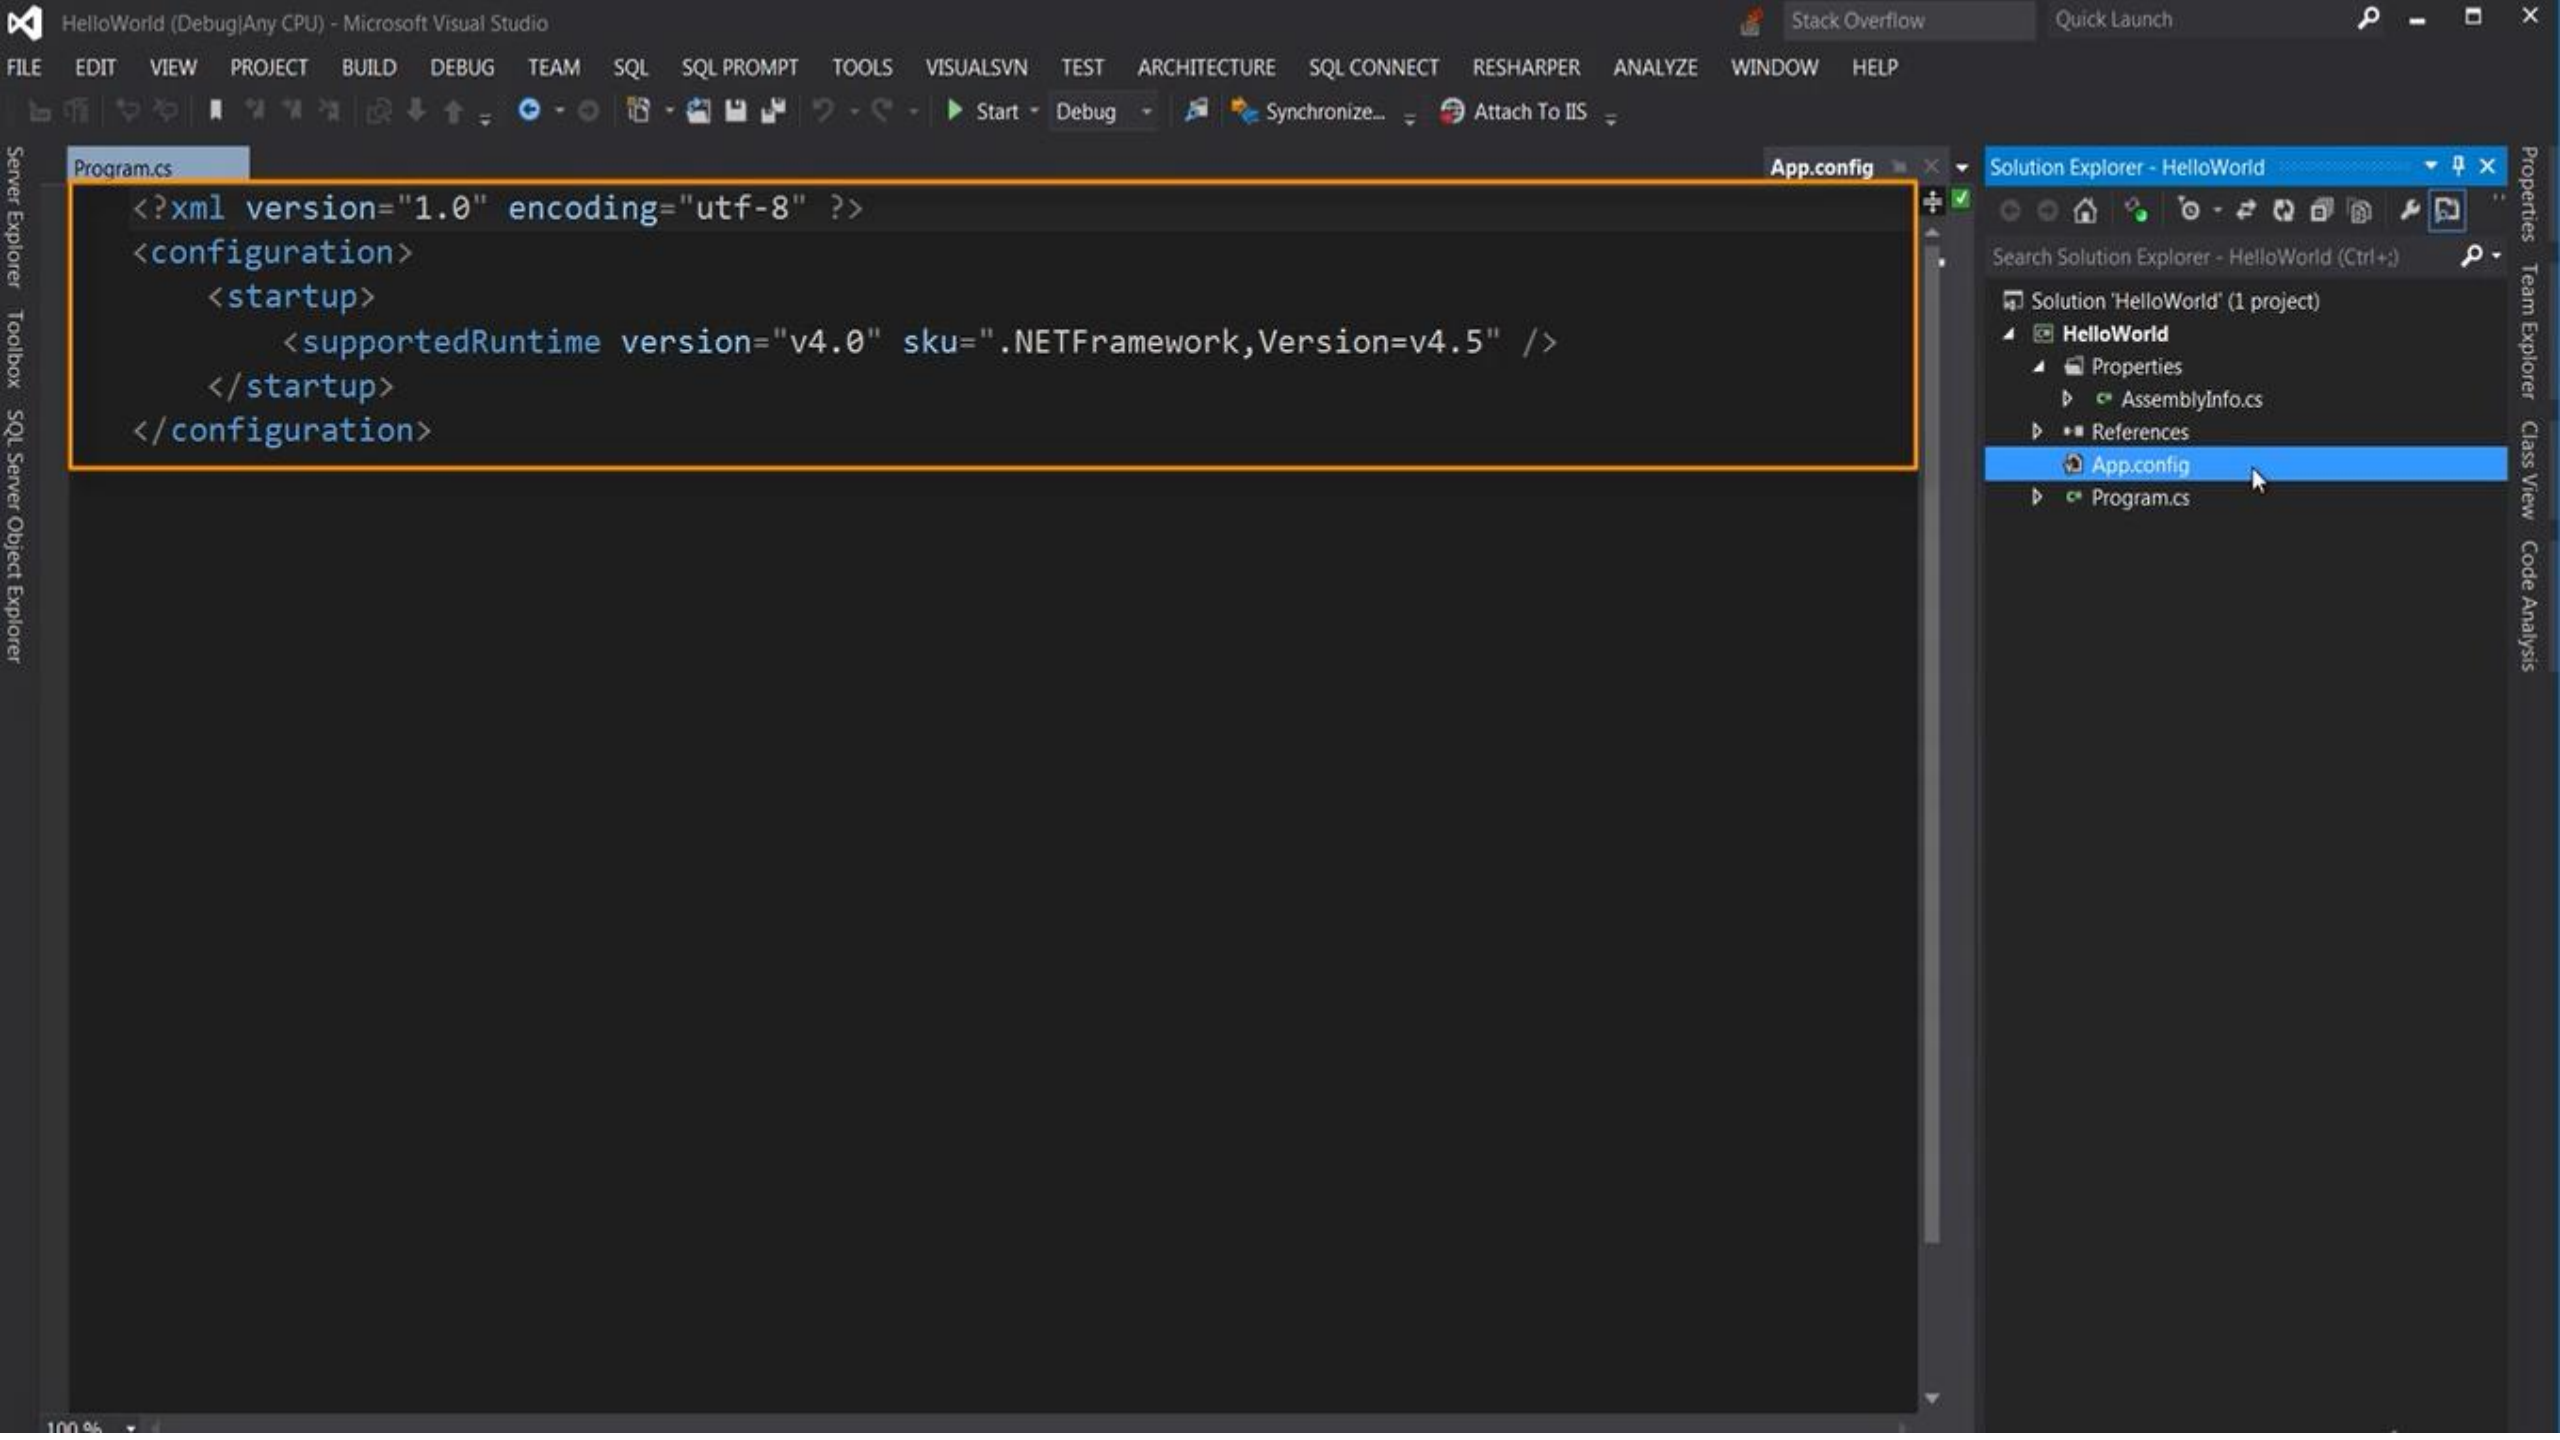 HelloWorld (Debug|Any CPU) - Microsoft Visual Studio
Stack Overflow
Quick Launch
FILE EDIT VIEW PROJECT BUILD DEBUG TEAM SQL SQL PROMPT TOOLS VISUALSVN TEST ARCHITECTURE SQL CONNECT RESHARPER ANALYZE WINDOW HELP
Start Debug Synchronize... Attach To IIS
Server Explorer
Toolbox
SQL Server Object Explorer
Program.cs
App.config
<?xml version="1.0" encoding="utf-8" ?>
<configuration>
    <startup>
        <supportedRuntime version="v4.0" sku=".NETFramework,Version=v4.5" />
    </startup>
</configuration>
100 %
Solution Explorer - HelloWorld
Search Solution Explorer - HelloWorld (Ctrl+;)
Solution 'HelloWorld' (1 project)
HelloWorld
Properties
AssemblyInfo.cs
References
App.config
Program.cs
Properties
Team Explorer
Class View
Code Analysis